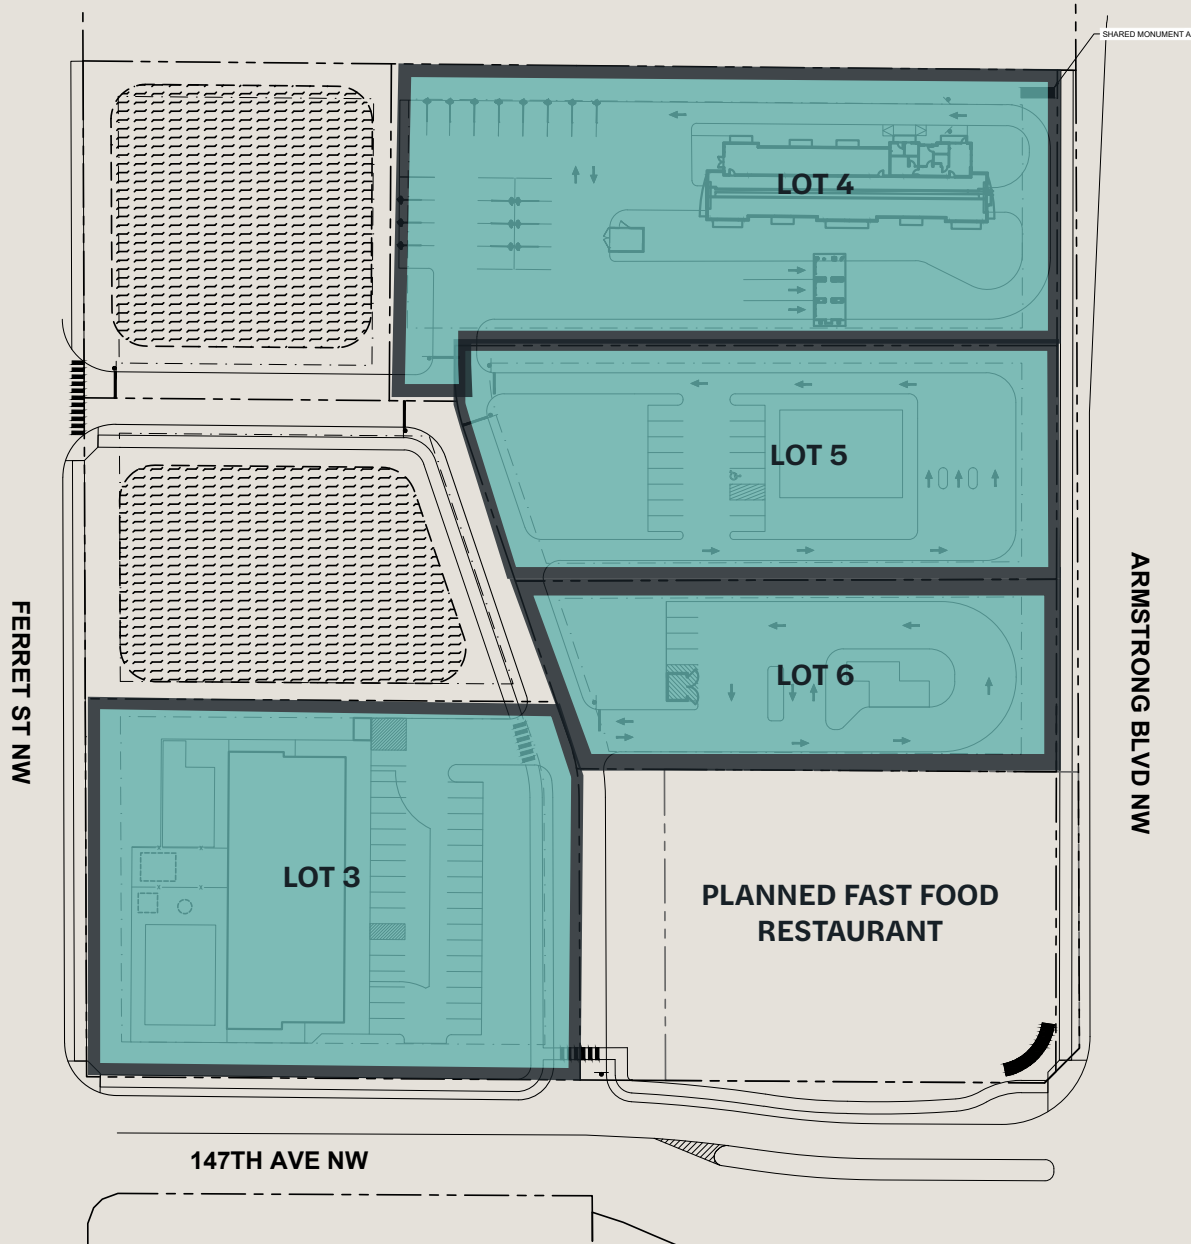 SHARED MONUMENT A
LOT 4
LOT 5
LOT 6
FERRET ST NW
ARMSTRONG BLVD NW
LOT 3
PLANNED FAST FOOD
RESTAURANT
147TH AVE NW